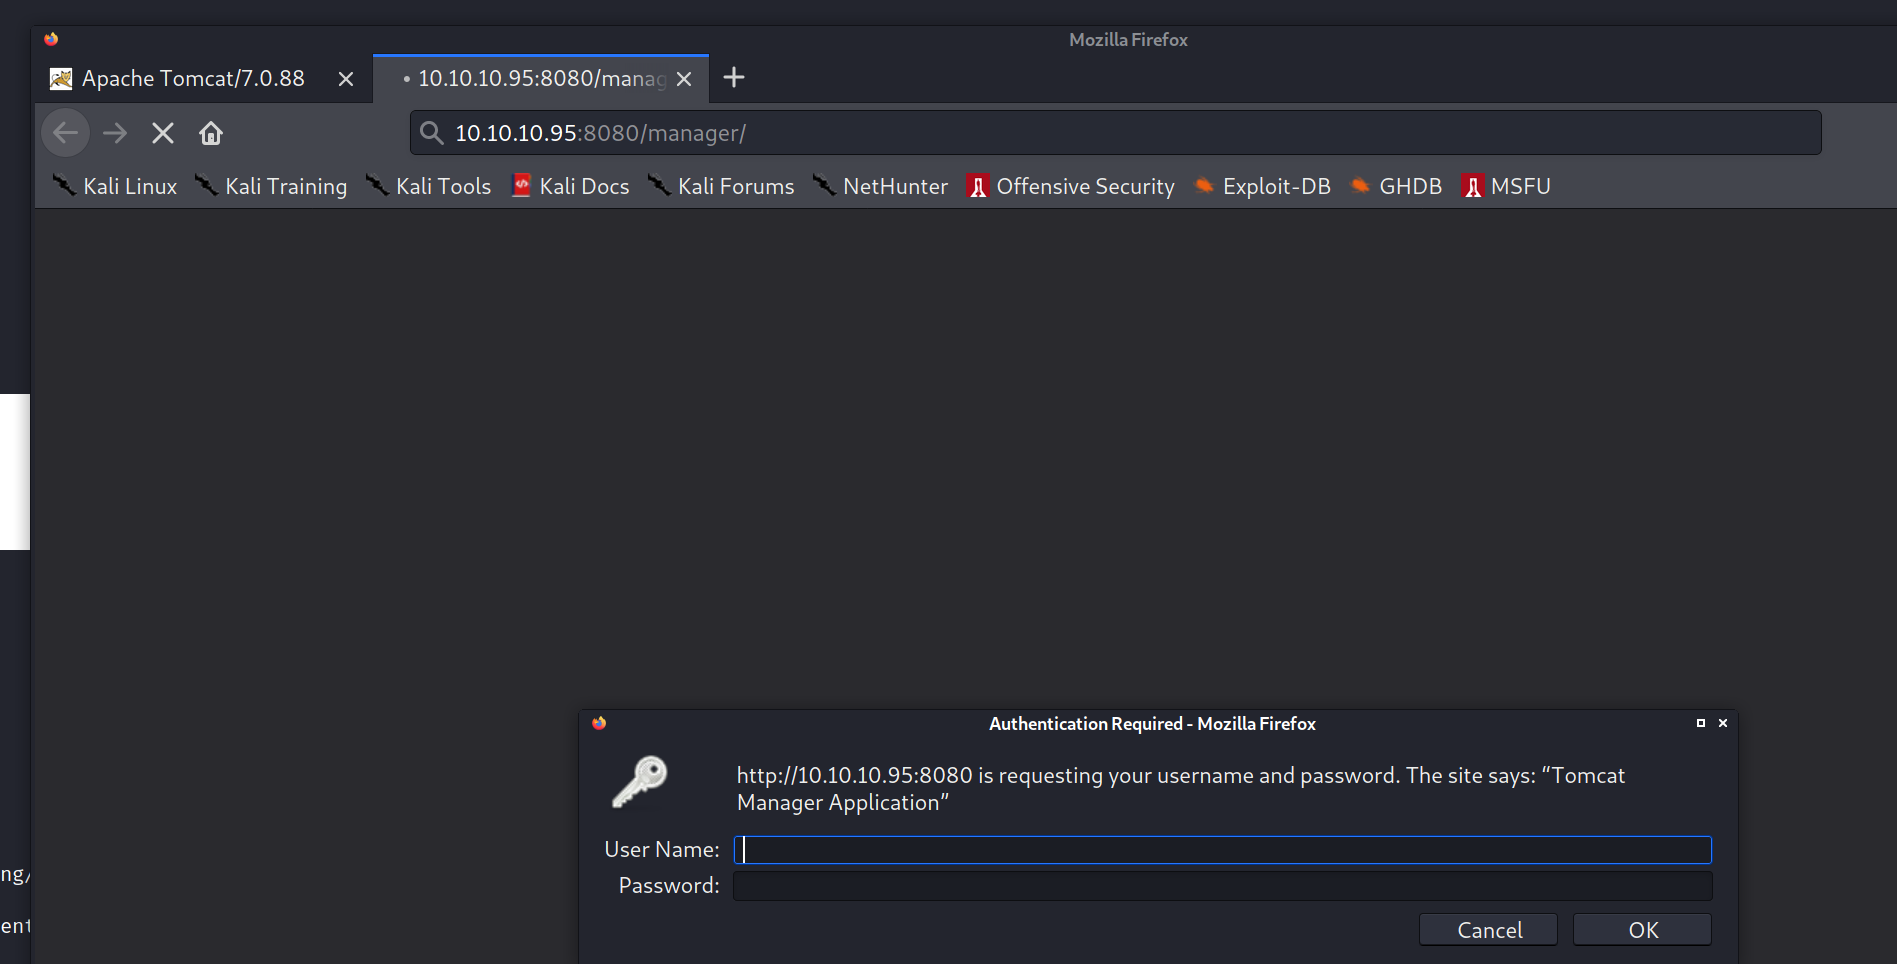 Mozilla Firefox
Apache Tomcat/7.0.88
10.10.10.95:8080/manag
10.10.10.95:8080/manager/
Kali Linux Kali Training Kali Tools Kali Docs Kali Forums NetHunter Offensive Security Exploit-DB GHDB MSFU
Authentication Required - Mozilla Firefox
http://10.10.10.95:8080 is requesting your username and password. The site says: “Tomcat
Manager Application”
User Name:
Password:
ng/
ent
Cancel OK